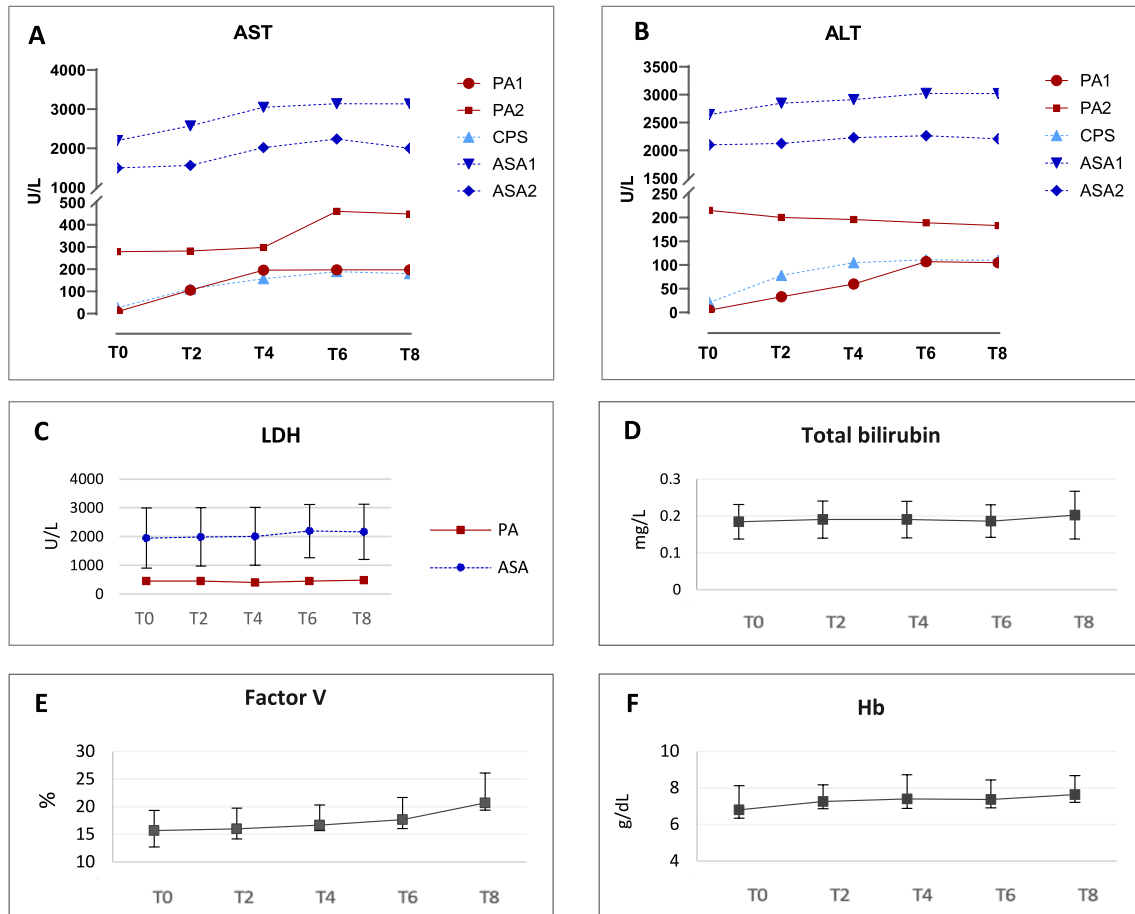 A
AST
4000
3000
2000
1000
500
400
300
200
100
0
U/L
T0 T2 T4 T6 T8
PA1
PA2
CPS
ASA1
ASA2
B
ALT
3500
3000
2500
2000
1500
250
200
150
100
50
0
U/L
T0 T2 T4 T6 T8
PA1
PA2
CPS
ASA1
ASA2
C
LDH
4000
3000
2000
1000
0
U/L
T0 T2 T4 T6 T8
PA
ASA
D
Total bilirubin
0.3
0.2
0.1
0
mg/L
T0 T2 T4 T6 T8
E
Factor V
30
25
20
15
10
%
T0 T2 T4 T6 T8
F
Hb
10
8
6
4
g/dL
T0 T2 T4 T6 T8